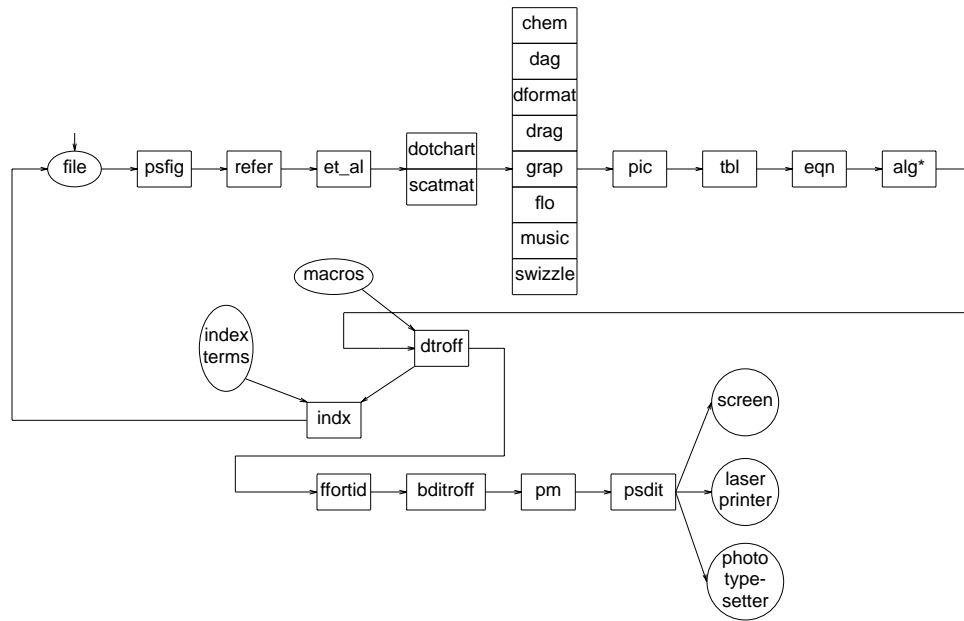 chem
dag
dformat
drag
grap
flo
music
swizzle
file
psfig
refer
et_al
dotchart
scatmat
pic
tbl
eqn
alg*
macros
index
terms
dtroff
indx
ffortid
bditroff
pm
psdit
screen
laser
printer
photo
type-
setter